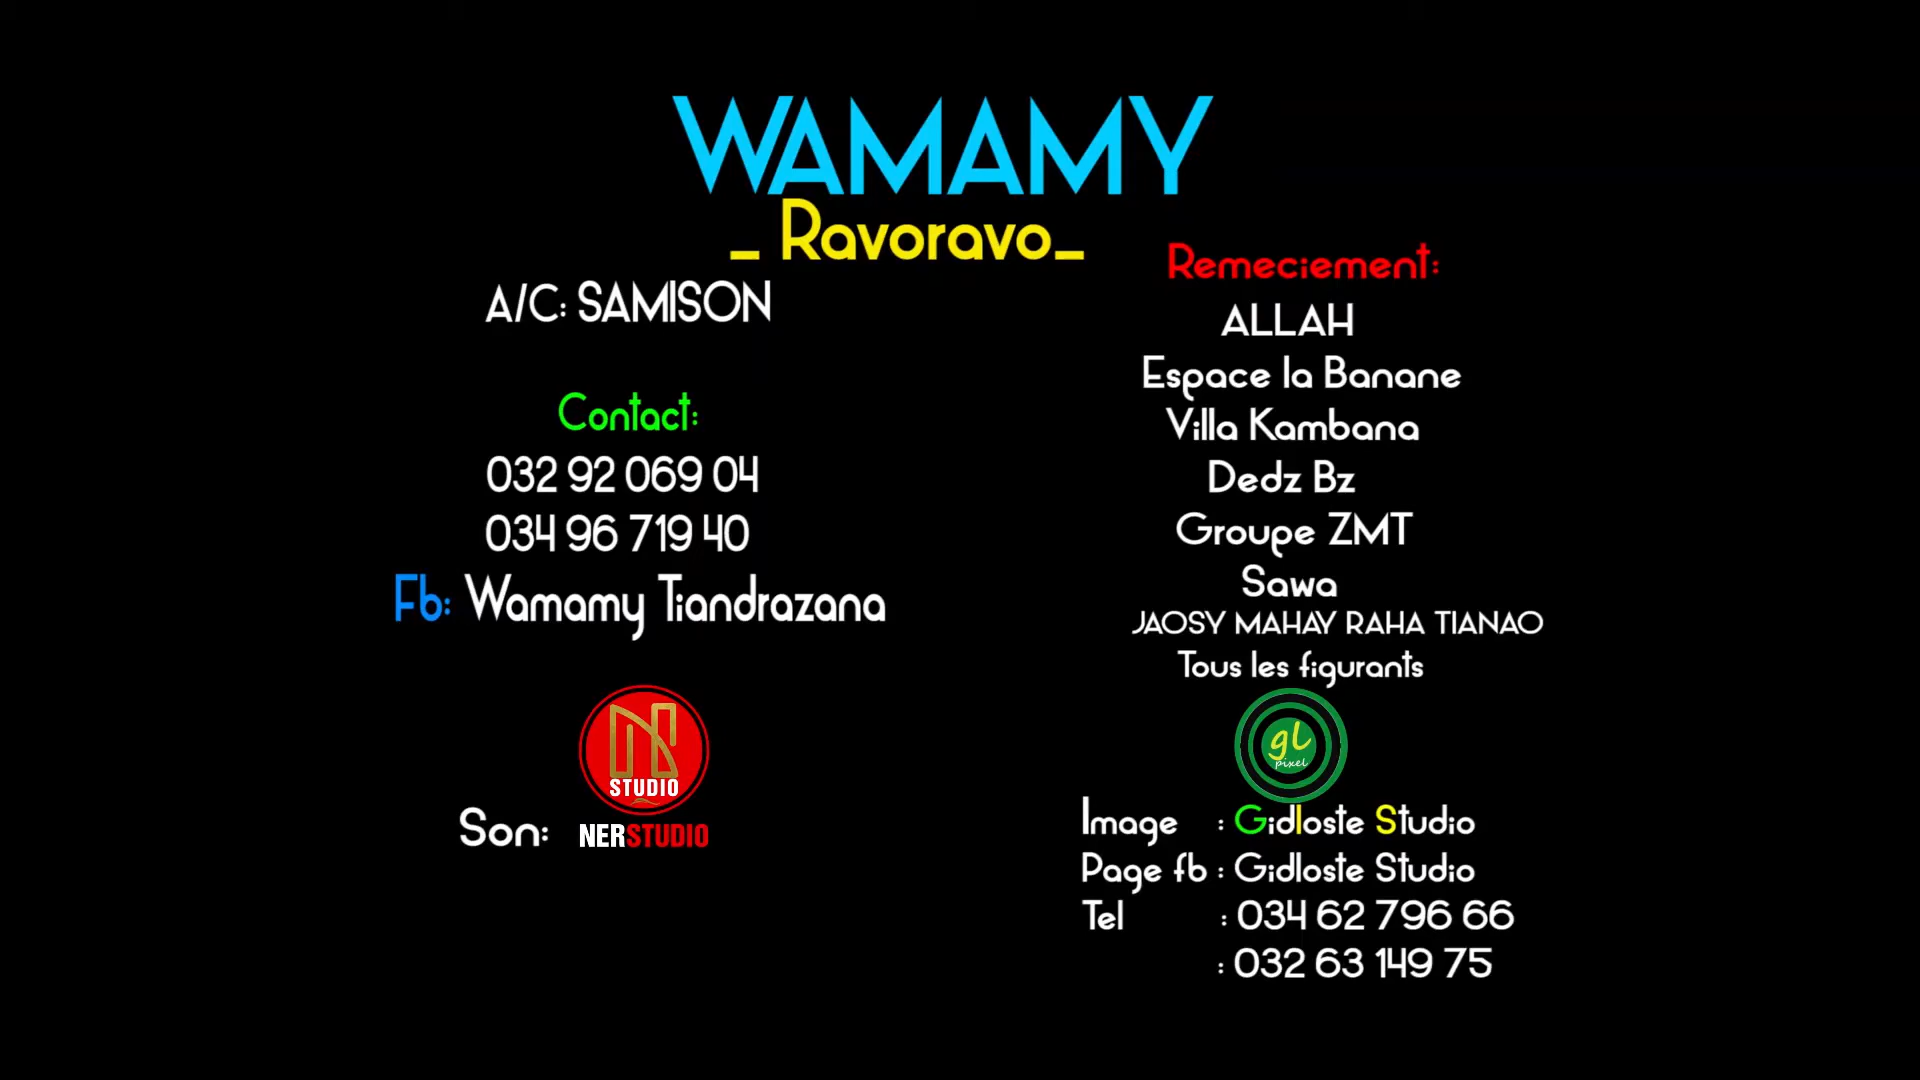 WAMAMY
_ Ravoravo_
A/C: SAMISON
Contact:
032 92 069 04
034 96 719 40
Fb: Wamamy Tiandrazana
N
STUDIO
Son: NERSTUDIO
Remeciement:
ALLAH
Espace la Banane
Villa Kambana
Dedz Bz
Groupe ZMT
Sawa
JAOSY MAHAY RAHA TIANAO
Tous les figurants
gL
pixel
Image : Gidloste Studio
Page fb : Gidloste Studio
Tel : 034 62 796 66
: 032 63 149 75